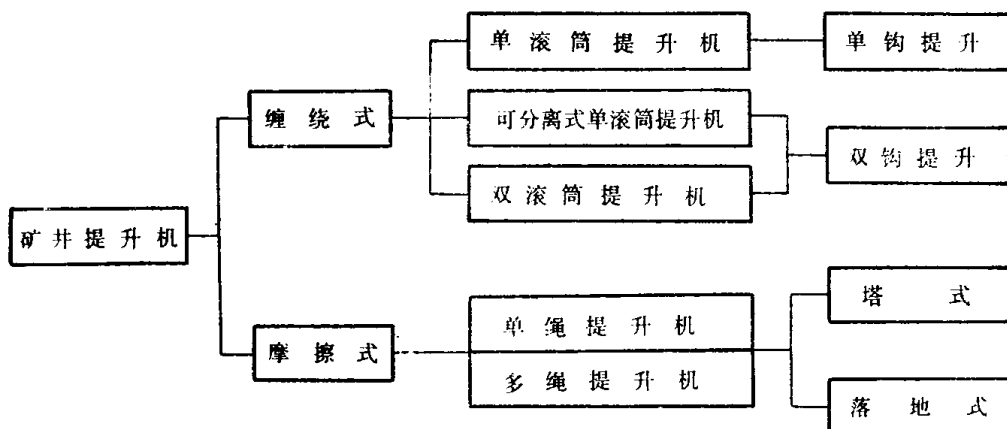 单滚筒提升机
单钩提升
缠绕式
可分离式单滚筒提升机
双钩提升
双滚筒提升机
矿井提升机
塔式
单绳提升机
摩擦式
多绳提升机
落地式